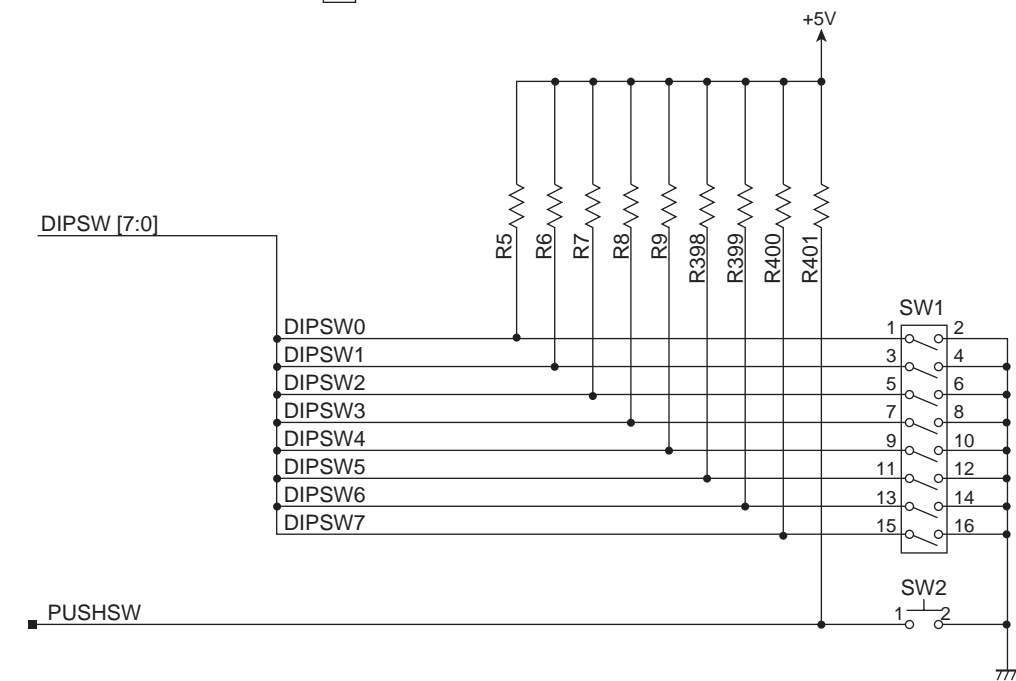 +5V
DIPSW [7:0]
R5
R6
R7
R8
R9
R398
R399
R400
R401
SW1
DIPSW0 1 2
DIPSW1 3 4
DIPSW2 5 6
DIPSW3 7 8
DIPSW4 9 10
DIPSW5 11 12
DIPSW6 13 14
DIPSW7 15 16
SW2
PUSHSW 1 2